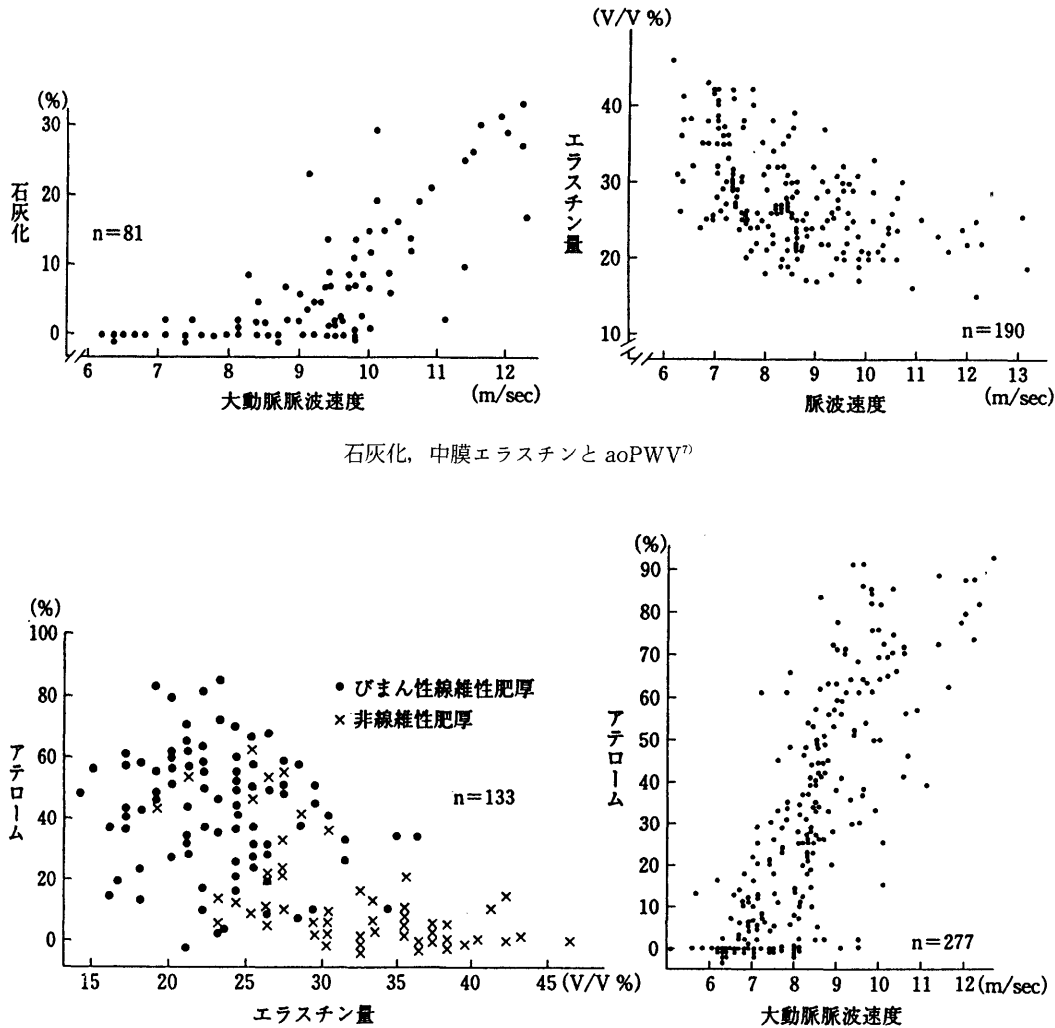 (%)
30
20
10
0
石灰化
n=81
6 7 8 9 10 11 12
大動脈脈波速度 (m/sec)
(V/V %)
40
30
20
10
エラスチン量
n=190
6 7 8 9 10 11 12 13
脈波速度 (m/sec)
石灰化,中膜エラスチンと aoPWV7)
(%)
100
80
60
40
20
0
アテローム
● びまん性線維性肥厚
× 非線維性肥厚
n=133
15 20 25 30 35 40 45 (V/V %)
エラスチン量
(%)
90
80
70
60
50
40
30
20
10
0
アテローム
n=277
6 7 8 9 10 11 12 (m/sec)
大動脈脈波速度